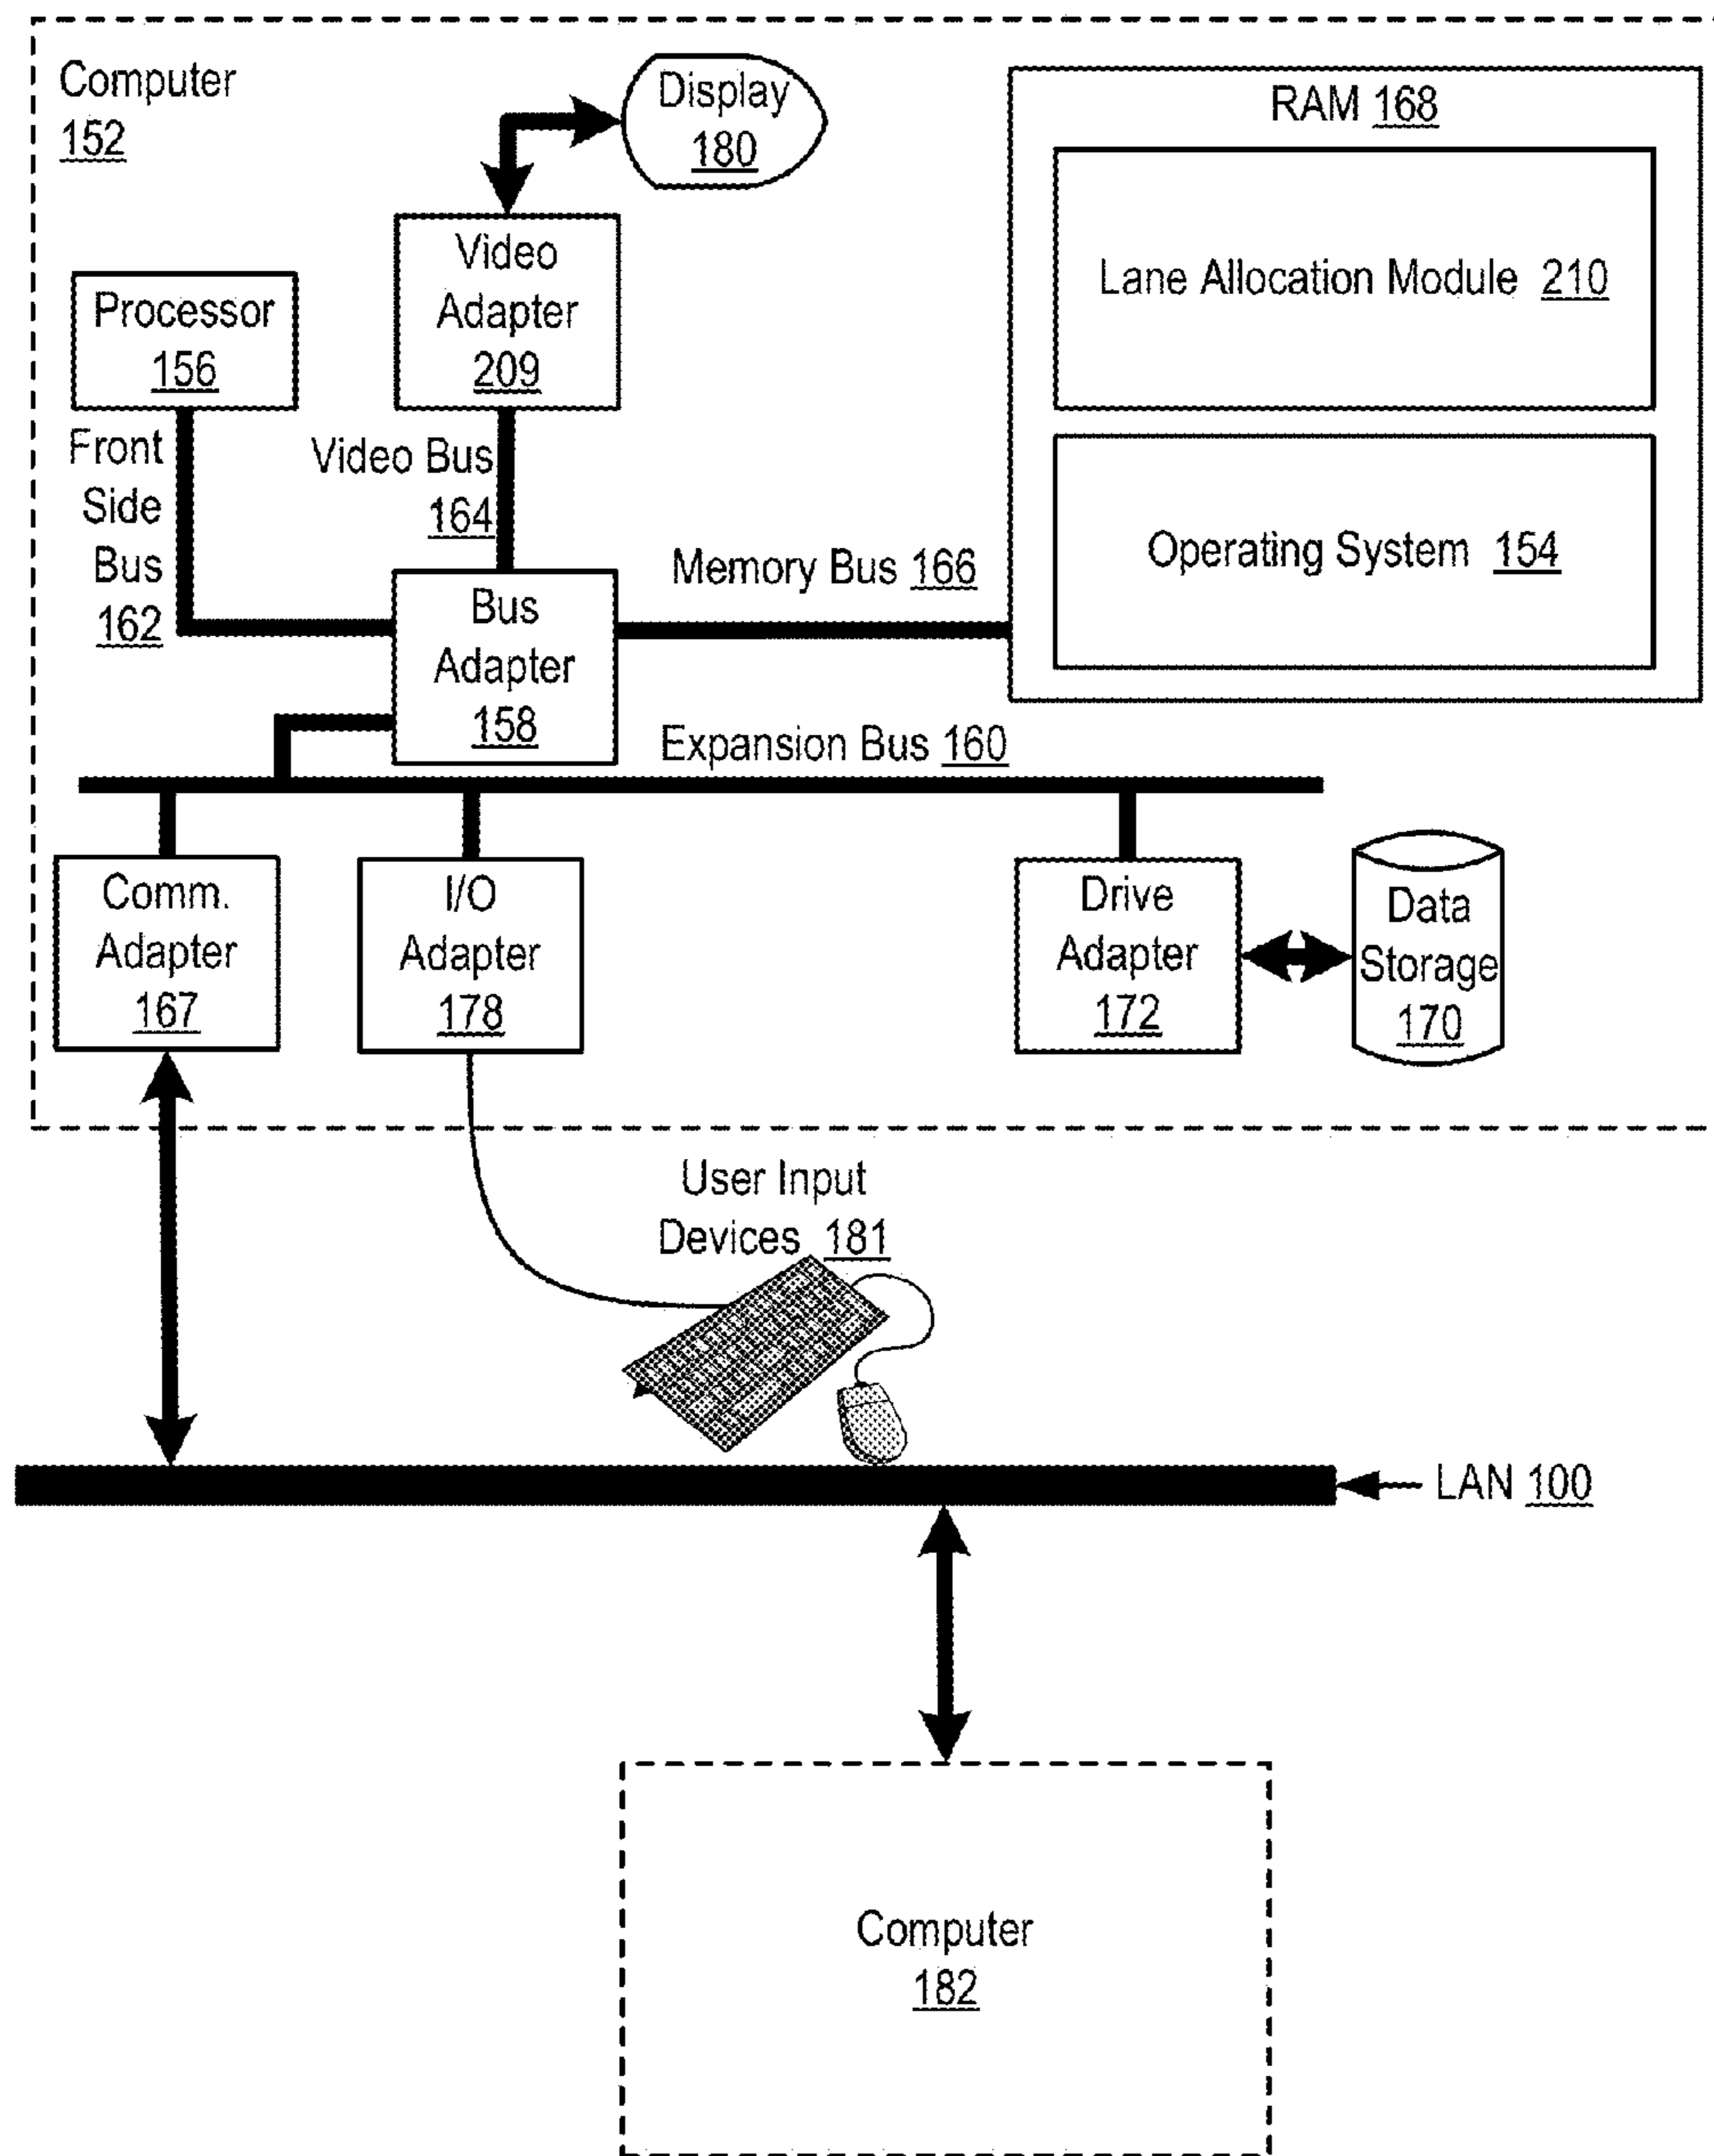 Computer
152
Display
180
RAM 168
Lane Allocation Module 210
Operating System 154
Video
Adapter
209
Processor
156
Front
Side
Bus
162
Video Bus
164
Memory Bus 166
Bus
Adapter
158
Expansion Bus 160
Comm.
Adapter
167
I/O
Adapter
178
Drive
Adapter
172
Data
Storage
170
User Input
Devices 181
LAN 100
Computer
182